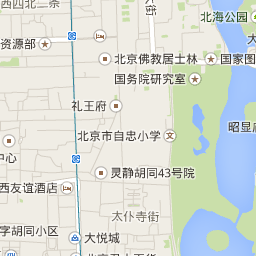 西四北二条
北海公园
资源部
北京佛教居士林
国家图
国务院研究室
礼王府
北京市自忠小学
昭显
中心
灵静胡同43号院
西友谊酒店
太仆寺街
字胡同小区
大悦城